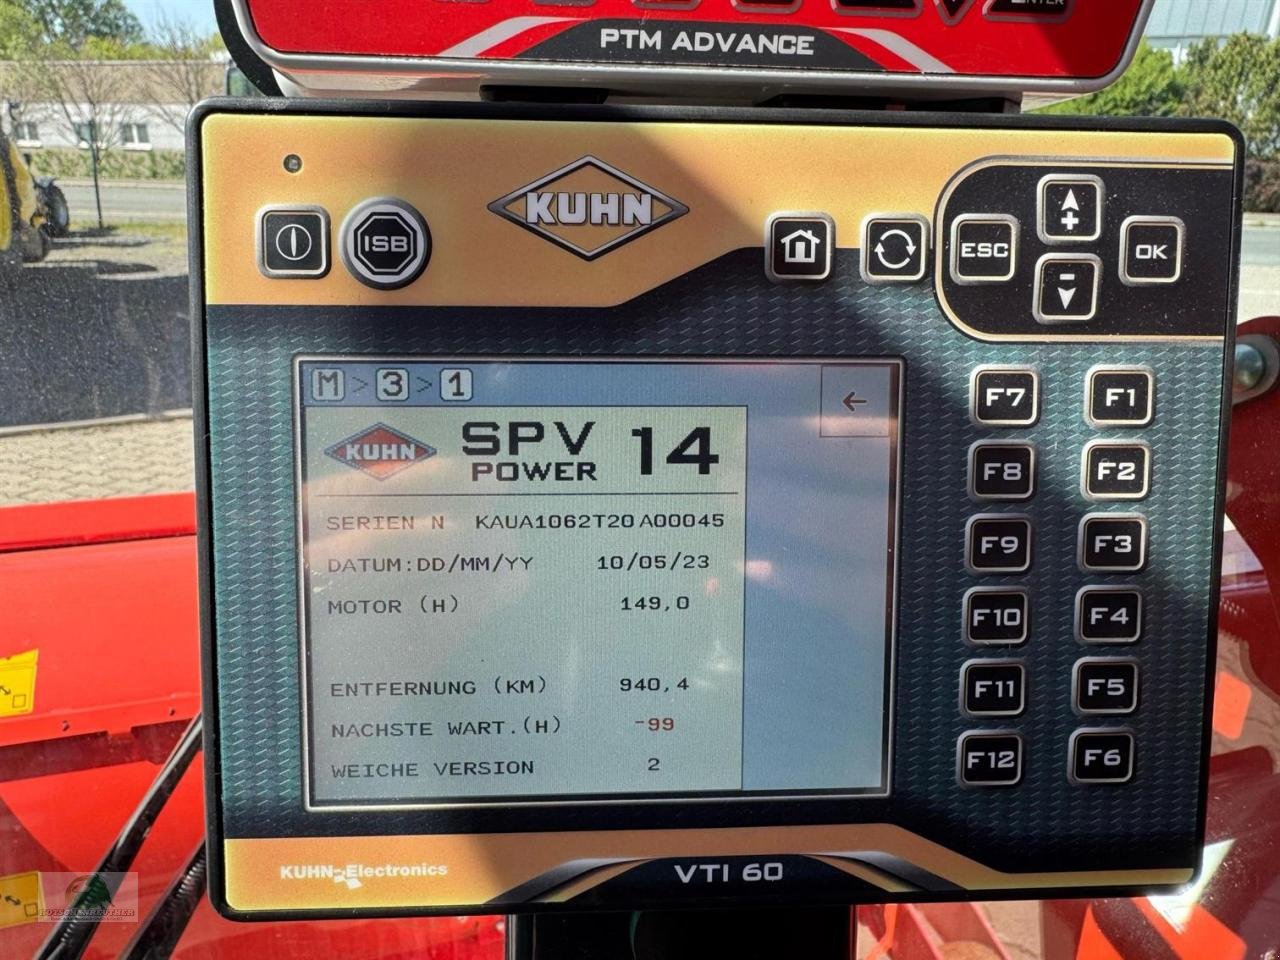 ENTER
PTM ADVANCE
KUHN
ISB
ESC
+
-
OK
M > 3 > 1
←
KUHN
SPV 14
POWER
SERIEN N KAUA1062T20A00045
DATUM:DD/MM/YY 10/05/23
MOTOR (H) 149,0
ENTFERNUNG (KM) 940,4
NACHSTE WART.(H) -99
WEICHE VERSION 2
F7 F1
F8 F2
F9 F3
F10 F4
F11 F5
F12 F6
KUHN-Electronics
VTI 60